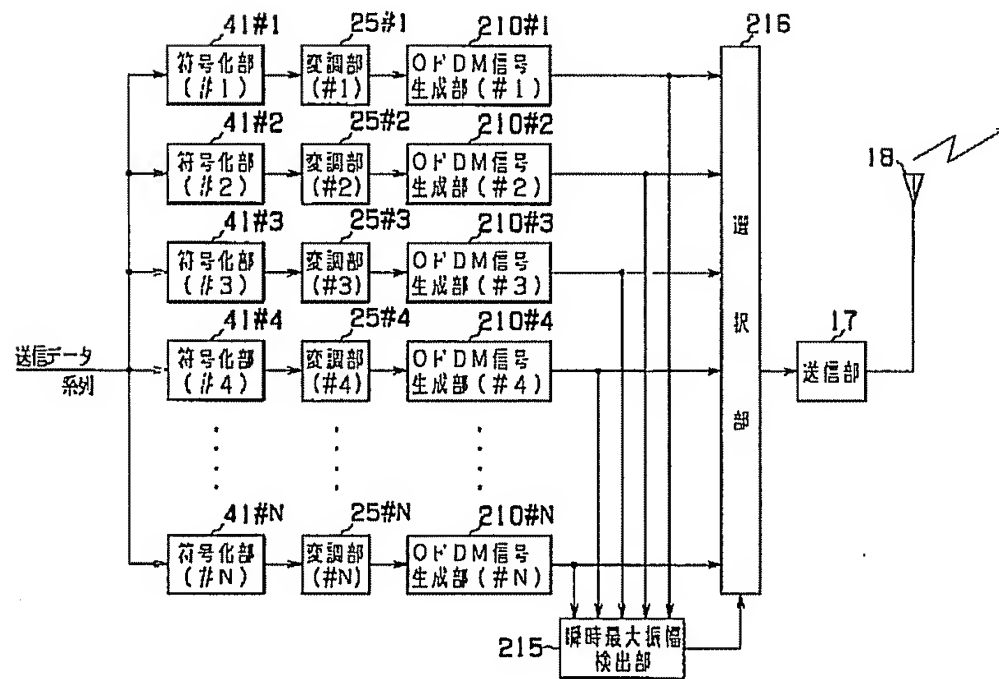 41#1
25#1
210#1
216
符号化部
(#1)
変調部
(#1)
OFDM信号
生成部(#1)
41#2
25#2
210#2
18
符号化部
(#2)
変調部
(#2)
OFDM信号
生成部(#2)
41#3
25#3
210#3
符号化部
(#3)
変調部
(#3)
OFDM信号
生成部(#3)
選択部
41#4
25#4
210#4
17
送信データ
系列
符号化部
(#4)
変調部
(#4)
OFDM信号
生成部(#4)
送信部
41#N
25#N
210#N
符号化部
(#N)
変調部
(#N)
OFDM信号
生成部(#N)
215
瞬時最大振幅
検出部